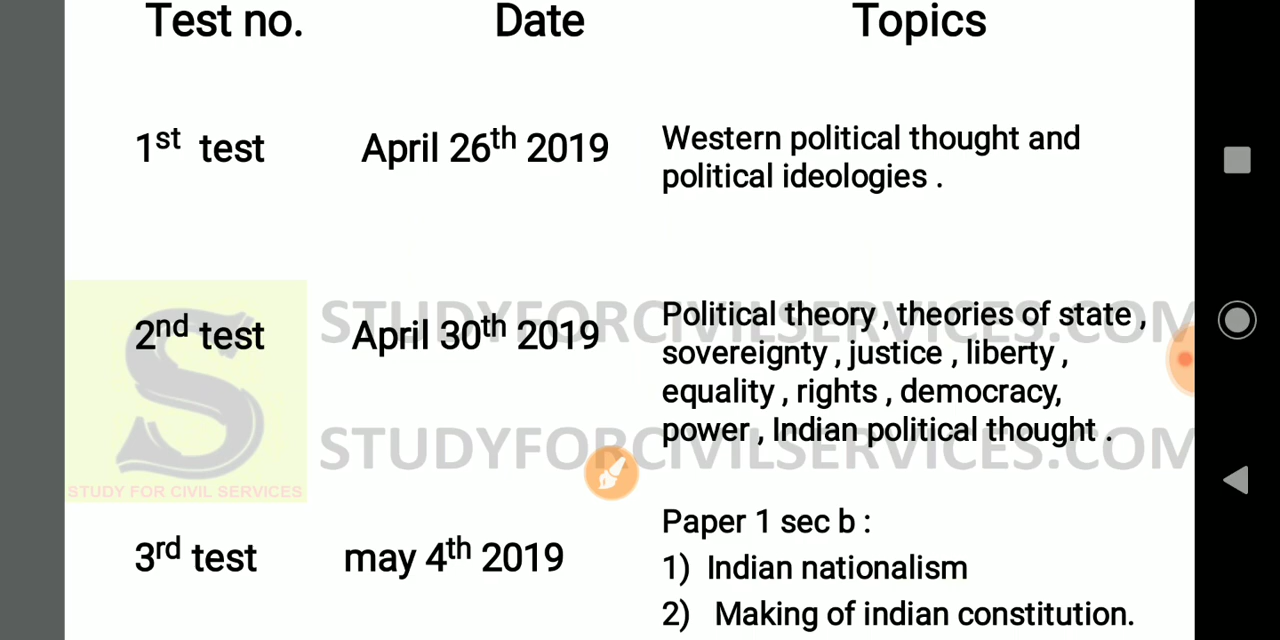 Test no. Date Topics
1st test April 26th 2019 Western political thought and
political ideologies .
STUDYFORCIVILSERVICES.COM
2nd test April 30th 2019 Political theory , theories of state ,
sovereignty , justice , liberty ,
equality , rights , democracy,
power , Indian political thought .
STUDYFORCIVILSERVICES.COM
S
STUDY FOR CIVIL SERVICES
Paper 1 sec b :
3rd test may 4th 2019 1) Indian nationalism
2) Making of indian constitution.